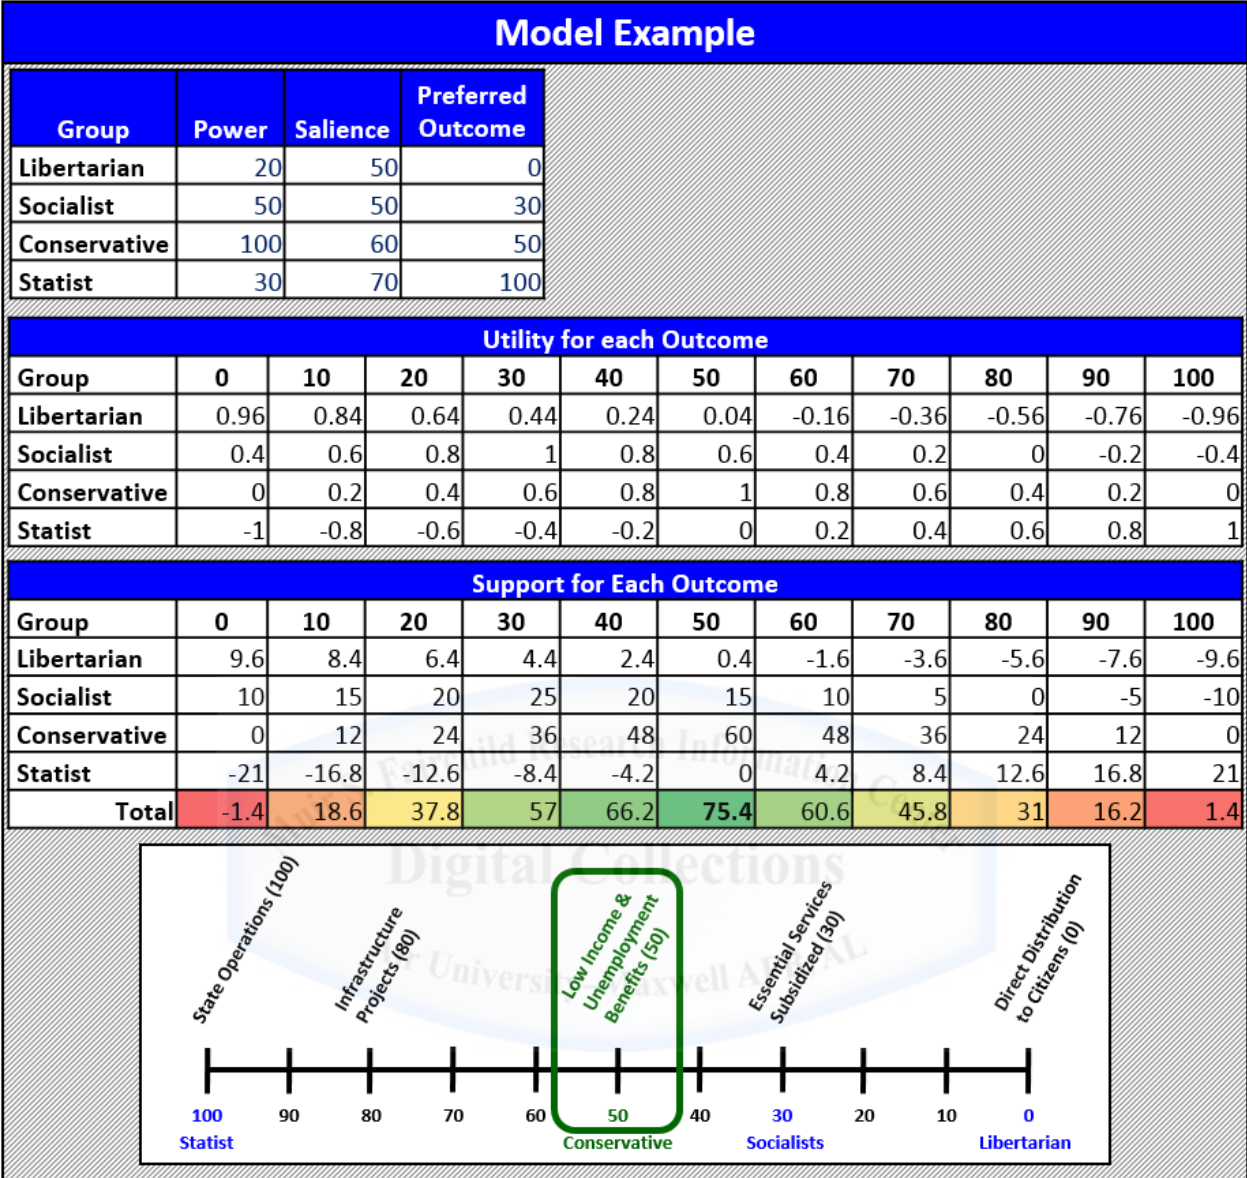 Model Example
Group Power Salience Preferred Outcome
Libertarian 20 50 0
Socialist 50 50 30
Conservative 100 60 50
Statist 30 70 100
Utility for each Outcome
Group 0 10 20 30 40 50 60 70 80 90 100
Libertarian 0.96 0.84 0.64 0.44 0.24 0.04 -0.16 -0.36 -0.56 -0.76 -0.96
Socialist 0.4 0.6 0.8 1 0.8 0.6 0.4 0.2 0 -0.2 -0.4
Conservative 0 0.2 0.4 0.6 0.8 1 0.8 0.6 0.4 0.2 0
Statist -1 -0.8 -0.6 -0.4 -0.2 0 0.2 0.4 0.6 0.8 1
Support for Each Outcome
Group 0 10 20 30 40 50 60 70 80 90 100
Libertarian 9.6 8.4 6.4 4.4 2.4 0.4 -1.6 -3.6 -5.6 -7.6 -9.6
Socialist 10 15 20 25 20 15 10 5 0 -5 -10
Conservative 0 12 24 36 48 60 48 36 24 12 0
Statist -21 -16.8 -12.6 -8.4 -4.2 0 4.2 8.4 12.6 16.8 21
Total -1.4 18.6 37.8 57 66.2 75.4 60.6 45.8 31 16.2 1.4
Fairchild Research Information
Digital Collections
University Maxwell AFB, AL
State Operations (100)
Infrastructure
Projects (80)
Low Income &
Unemployment
Benefits (50)
Essential Services
Subsidized (30)
Direct Distribution
to Citizens (0)
100 90 80 70 60 50 40 30 20 10 0
Statist Conservative Socialists Libertarian